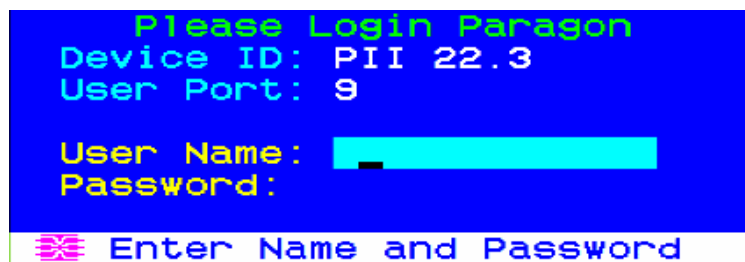 Please Login Paragon
Device ID: PII 22.3
User Port: 9
User Name:
Password:
Enter Name and Password